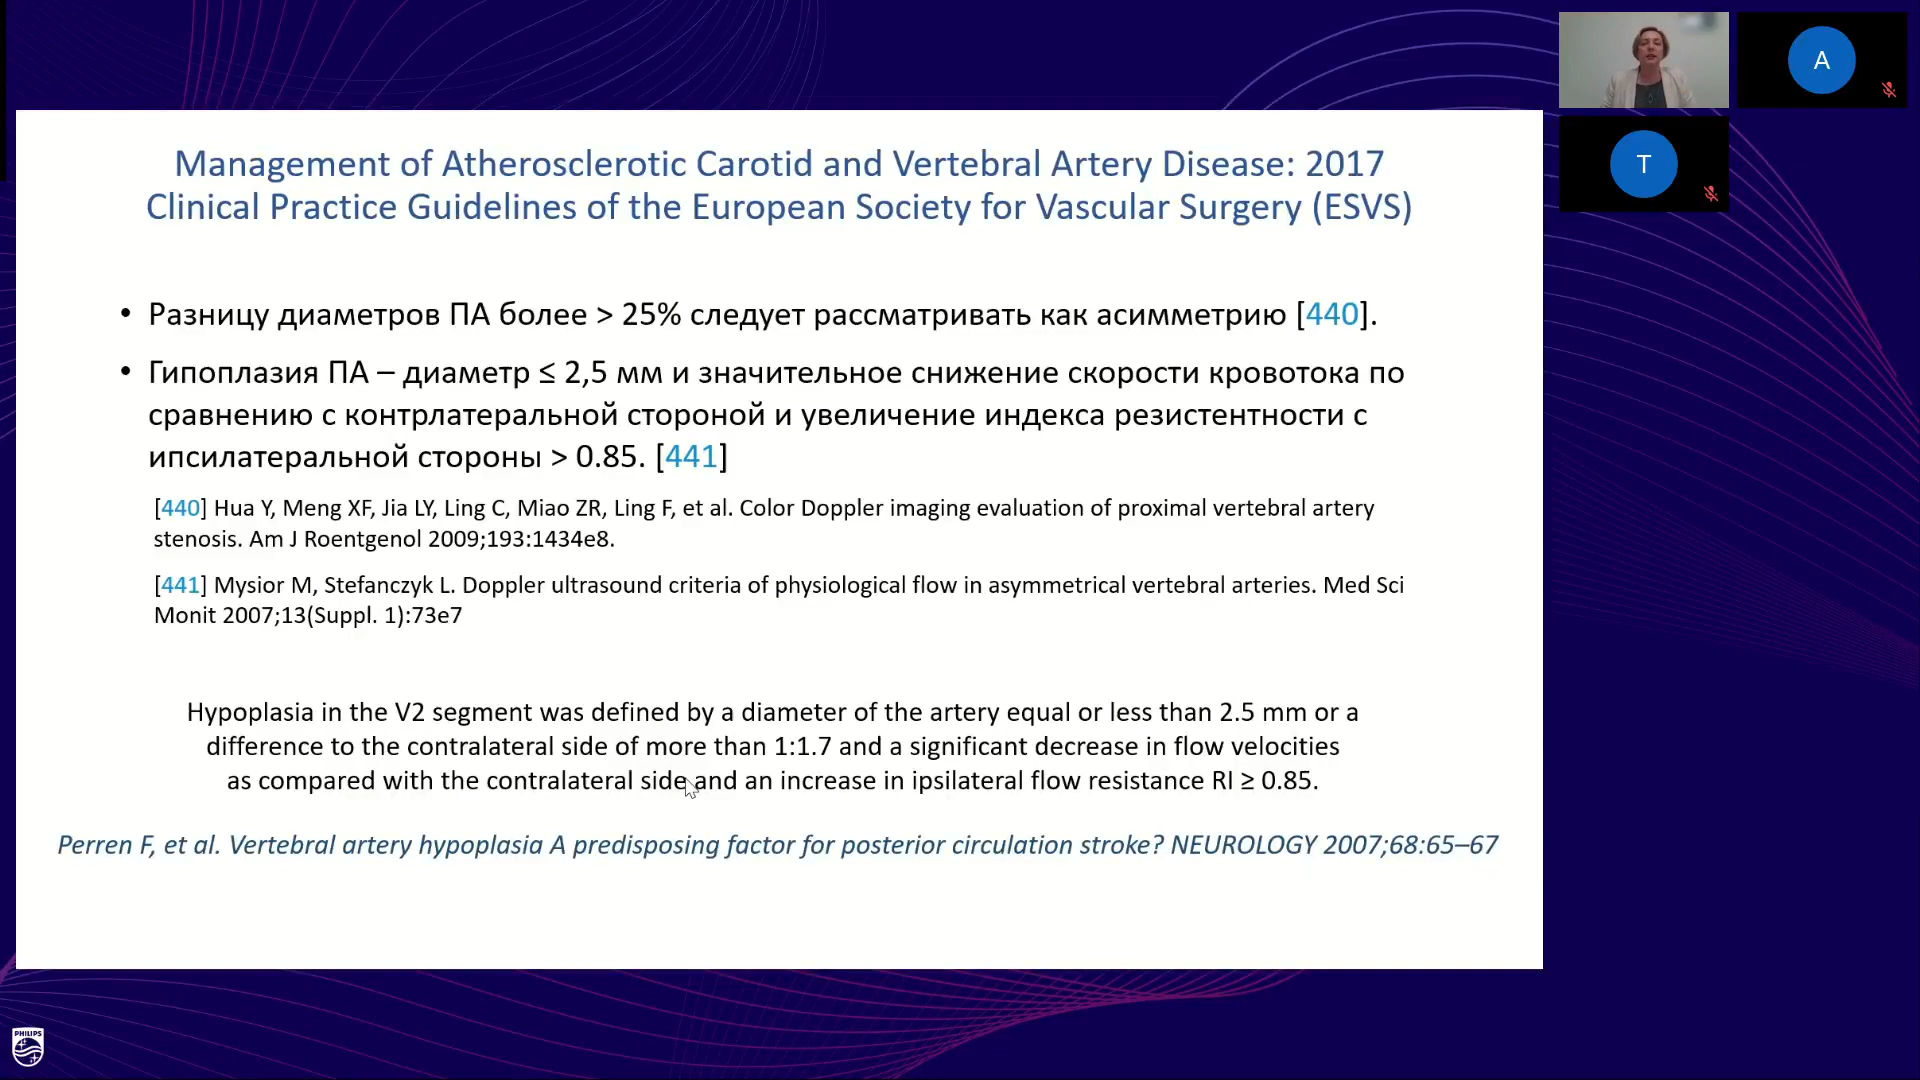 Management of Atherosclerotic Carotid and Vertebral Artery Disease: 2017
Clinical Practice Guidelines of the European Society for Vascular Surgery (ESVS)
• Разницу диаметров ПА более > 25% следует рассматривать как асимметрию [440].
• Гипоплазия ПА – диаметр ≤ 2,5 мм и значительное снижение скорости кровотока по
сравнению с контрлатеральной стороной и увеличение индекса резистентности с
ипсилатеральной стороны > 0.85. [441]
[440] Hua Y, Meng XF, Jia LY, Ling C, Miao ZR, Ling F, et al. Color Doppler imaging evaluation of proximal vertebral artery
stenosis. Am J Roentgenol 2009;193:1434e8.
[441] Mysior M, Stefanczyk L. Doppler ultrasound criteria of physiological flow in asymmetrical vertebral arteries. Med Sci
Monit 2007;13(Suppl. 1):73e7
Hypoplasia in the V2 segment was defined by a diameter of the artery equal or less than 2.5 mm or a
difference to the contralateral side of more than 1:1.7 and a significant decrease in flow velocities
as compared with the contralateral side and an increase in ipsilateral flow resistance RI ≥ 0.85.
Perren F, et al. Vertebral artery hypoplasia A predisposing factor for posterior circulation stroke? NEUROLOGY 2007;68:65–67
A
T
PHILIPS